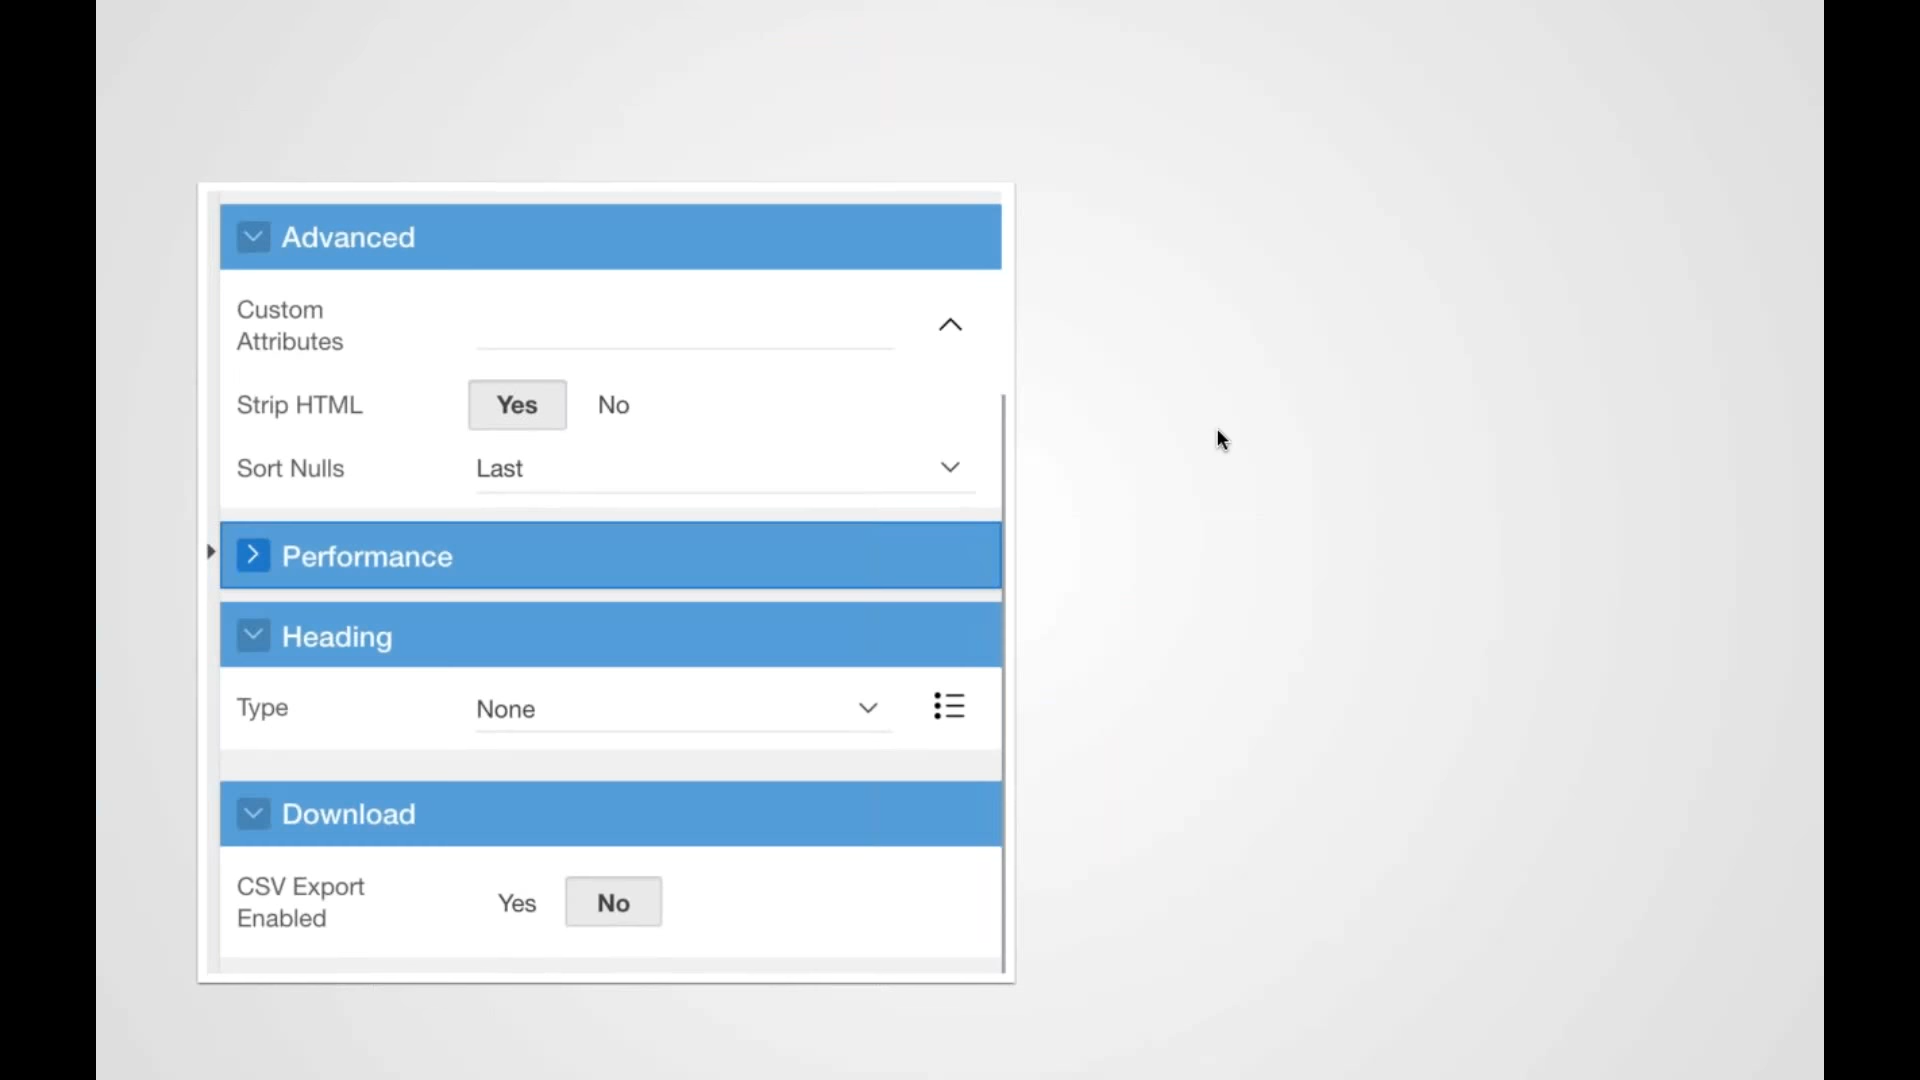 Advanced
Custom
Attributes
Strip HTML Yes No
Sort Nulls Last
Performance
Heading
Type None
Download
CSV Export
Enabled
Yes No